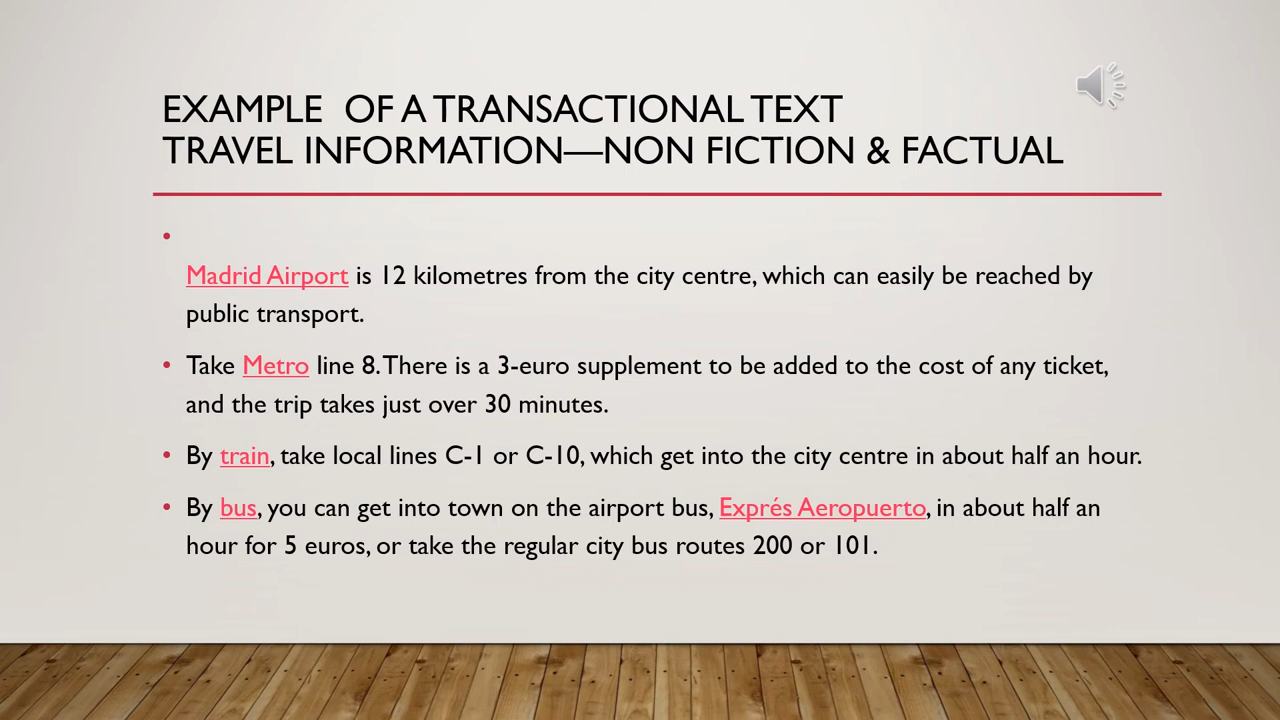 EXAMPLE OF A TRANSACTIONAL TEXT
TRAVEL INFORMATION—NON FICTION & FACTUAL
•
Madrid Airport is 12 kilometres from the city centre, which can easily be reached by
public transport.
• Take Metro line 8. There is a 3-euro supplement to be added to the cost of any ticket,
and the trip takes just over 30 minutes.
• By train, take local lines C-1 or C-10, which get into the city centre in about half an hour.
• By bus, you can get into town on the airport bus, Exprés Aeropuerto, in about half an
hour for 5 euros, or take the regular city bus routes 200 or 101.